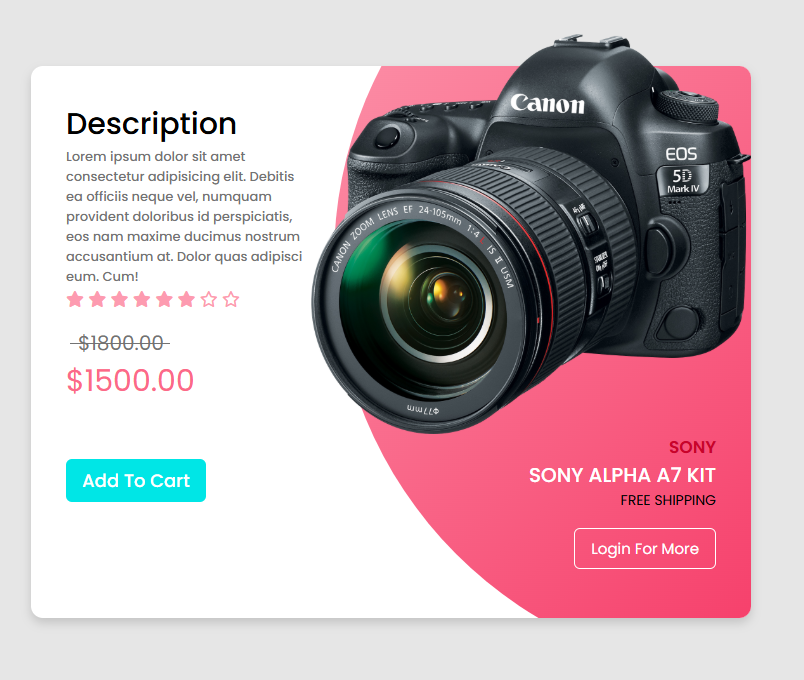 Description
Lorem ipsum dolor sit amet
consectetur adipisicing elit. Debitis
ea officiis neque vel, numquam
provident doloribus id perspiciatis,
eos nam maxime ducimus nostrum
accusantium at. Dolor quas adipisci
eum. Cum!
$1800.00
$1500.00
Add To Cart
Canon
EOS
5D
Mark IV
CANON ZOOM LENS EF 24-105mm 1:4 L IS II USM
Φ77mm
SONY
SONY ALPHA A7 KIT
FREE SHIPPING
Login For More